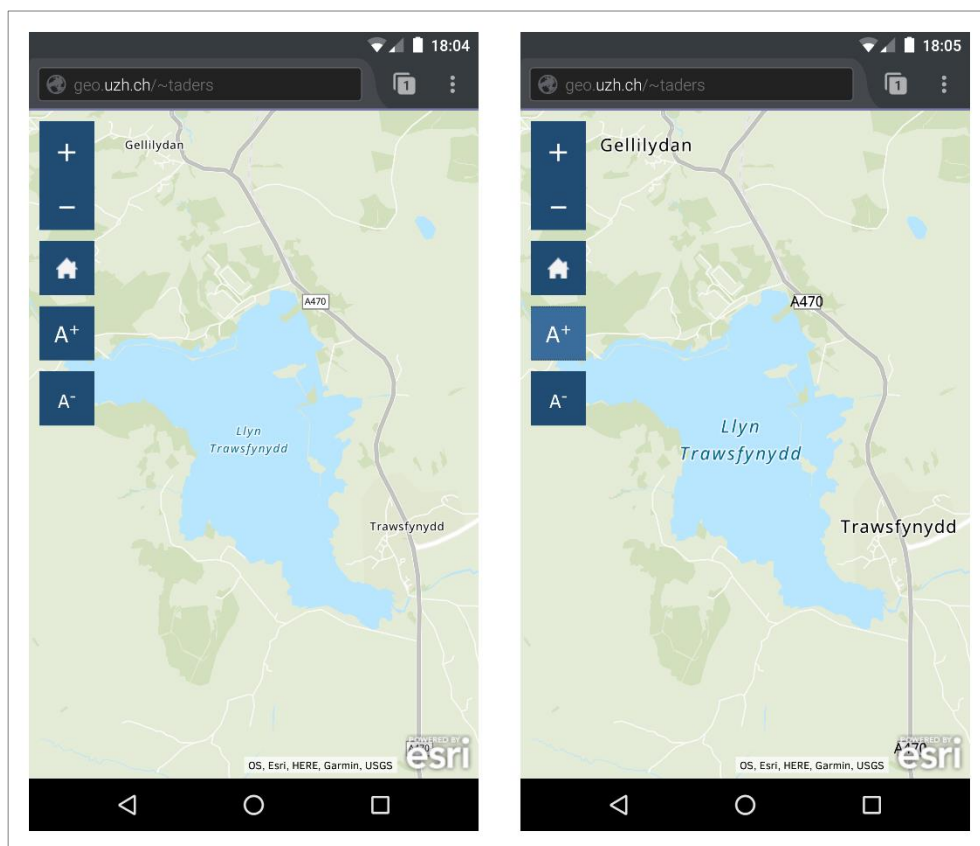 18:04
geo.uzh.ch/~taders
1
+
Gellilydan
−
A470
A⁺
A⁻
Llyn
Trawsfynydd
Trawsfynydd
A470
POWERED BY
esri
OS, Esri, HERE, Garmin, USGS
18:05
geo.uzh.ch/~taders
1
+
Gellilydan
−
A470
A⁺
A⁻
Llyn
Trawsfynydd
Trawsfynydd
A470
POWERED BY
esri
OS, Esri, HERE, Garmin, USGS